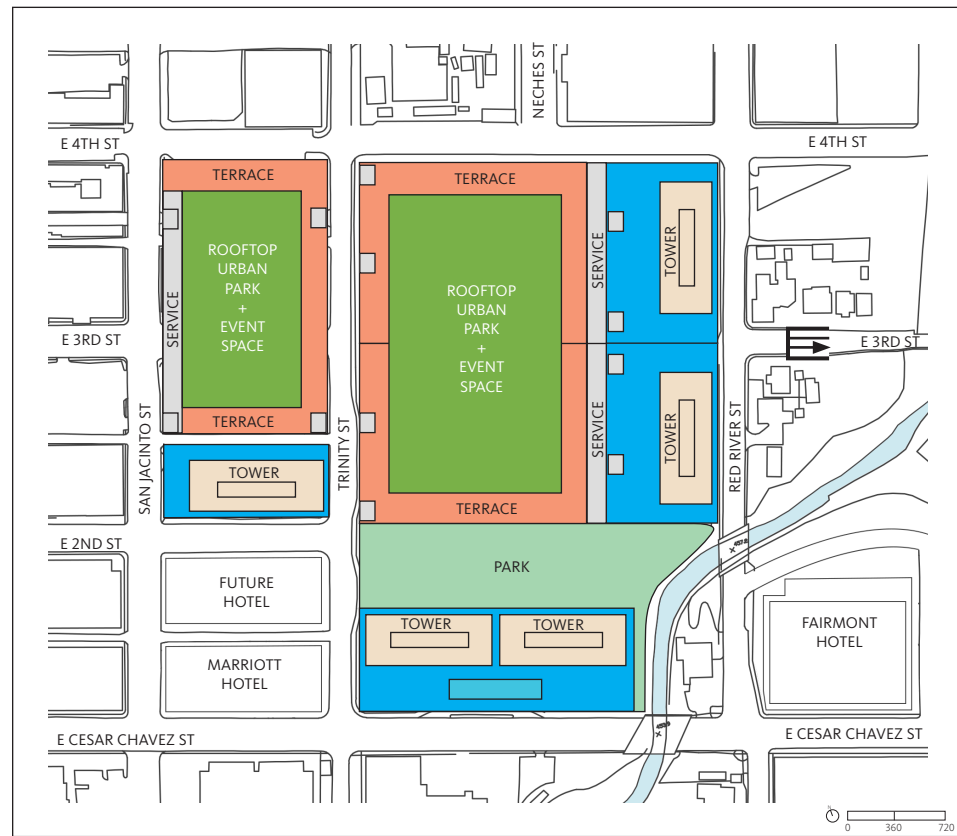 NECHES ST
E 4TH ST
E 4TH ST
TERRACE
TERRACE
ROOFTOP
URBAN
PARK
+
EVENT
SPACE
SERVICE
TERRACE
ROOFTOP
URBAN
PARK
+
EVENT
SPACE
SERVICE
SERVICE
TOWER
TOWER
TERRACE
E 3RD ST
E 3RD ST
SAN JACINTO ST
TRINITY ST
RED RIVER ST
TOWER
E 2ND ST
PARK
FUTURE
HOTEL
MARRIOTT
HOTEL
TOWER
TOWER
FAIRMONT
HOTEL
E CESAR CHAVEZ ST
E CESAR CHAVEZ ST
N
0 360 720